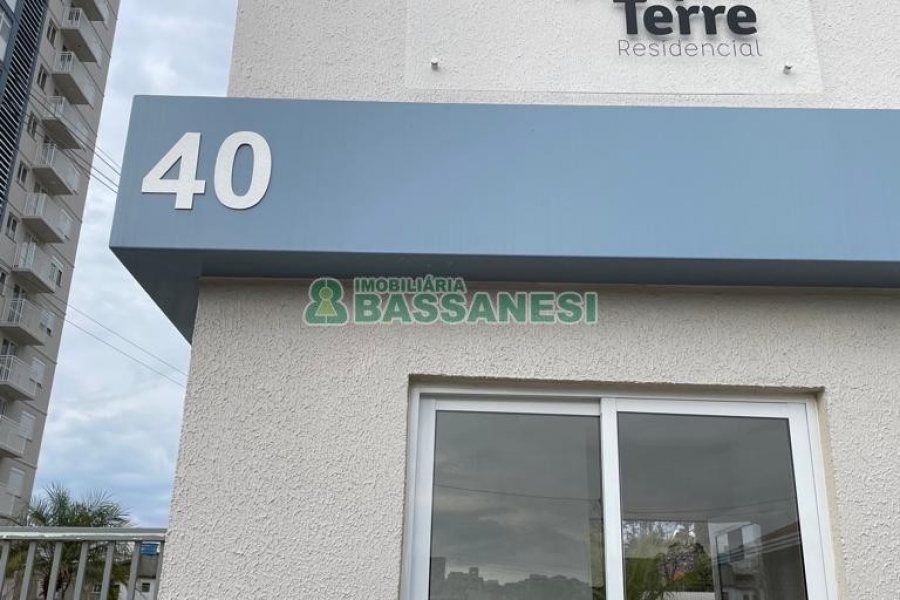 Terre
Residencial
40
IMOBILIÁRIA
BASSANESI